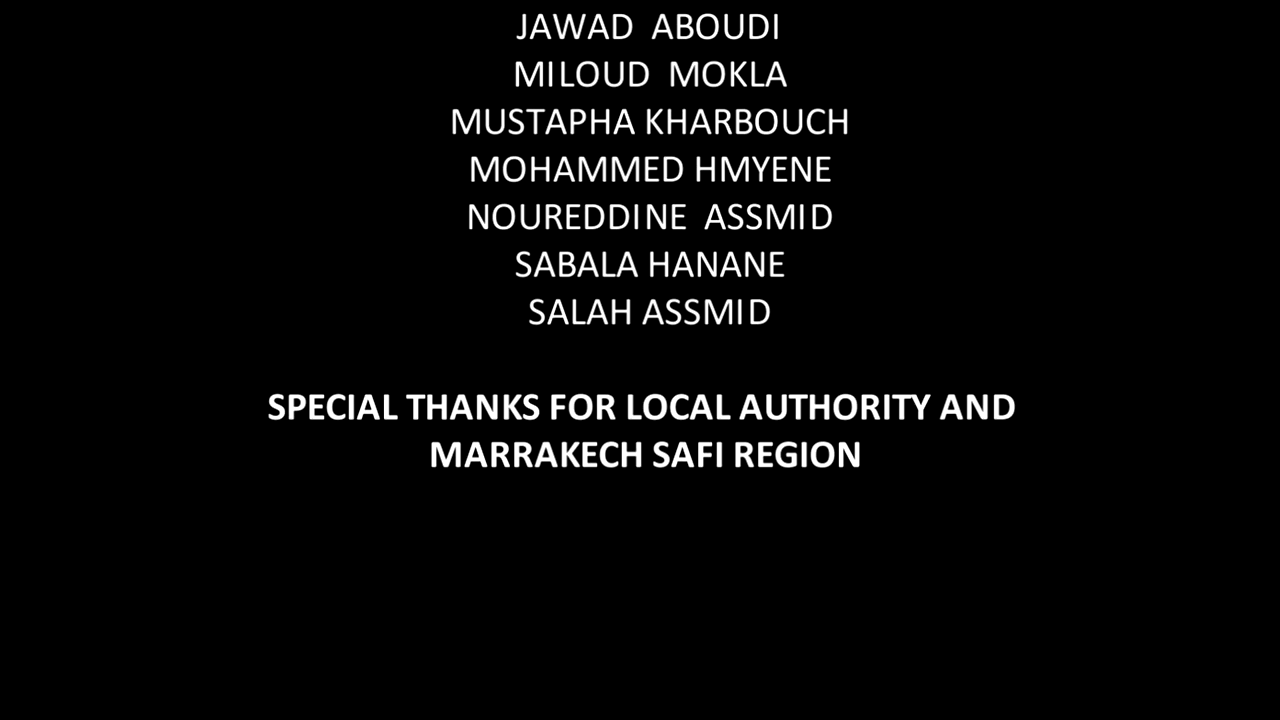 JAWAD  ABOUDI
MILOUD  MOKLA
MUSTAPHA KHARBOUCH
MOHAMMED HMYENE
NOUREDDINE  ASSMID
SABALA HANANE
SALAH ASSMID
SPECIAL THANKS FOR LOCAL AUTHORITY AND
MARRAKECH SAFI REGION